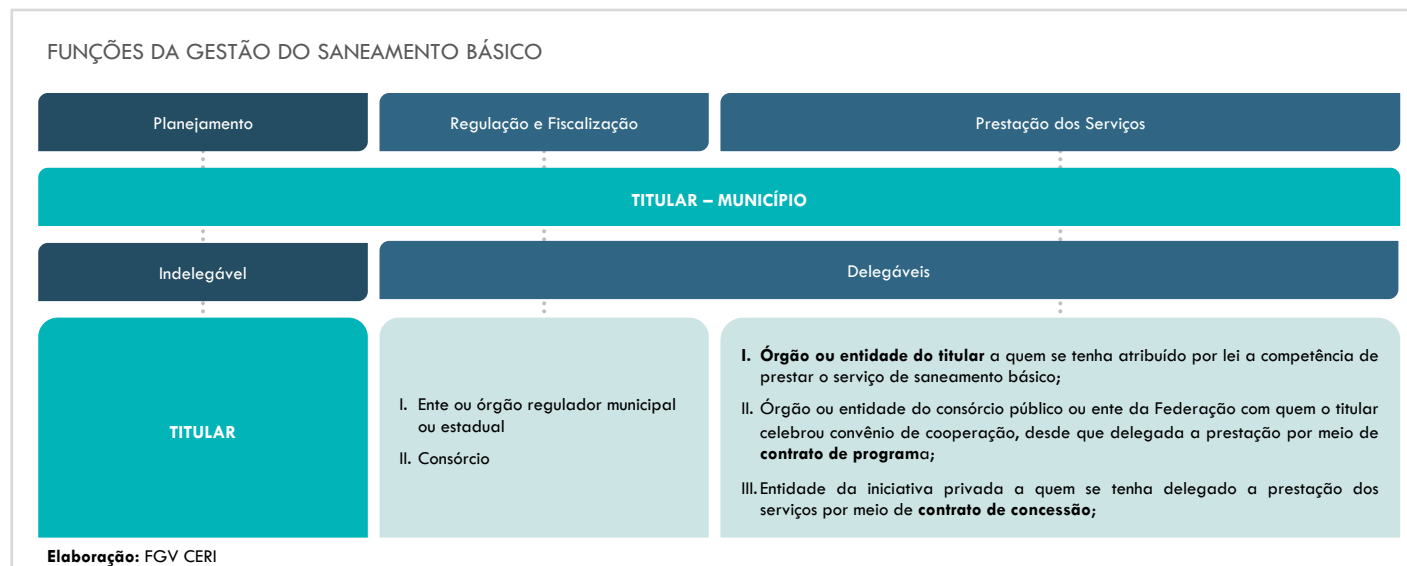 FUNÇÕES DA GESTÃO DO SANEAMENTO BÁSICO
Planejamento
Regulação e Fiscalização
Prestação dos Serviços
TITULAR – MUNICÍPIO
Indelegável
Delegáveis
TITULAR
I. Ente ou órgão regulador municipal
ou estadual
II. Consórcio
I. Órgão ou entidade do titular a quem se tenha atribuído por lei a competência de
prestar o serviço de saneamento básico;
II. Órgão ou entidade do consórcio público ou ente da Federação com quem o titular
celebrou convênio de cooperação, desde que delegada a prestação por meio de
contrato de programa;
III. Entidade da iniciativa privada a quem se tenha delegado a prestação dos
serviços por meio de contrato de concessão;
Elaboração: FGV CERI